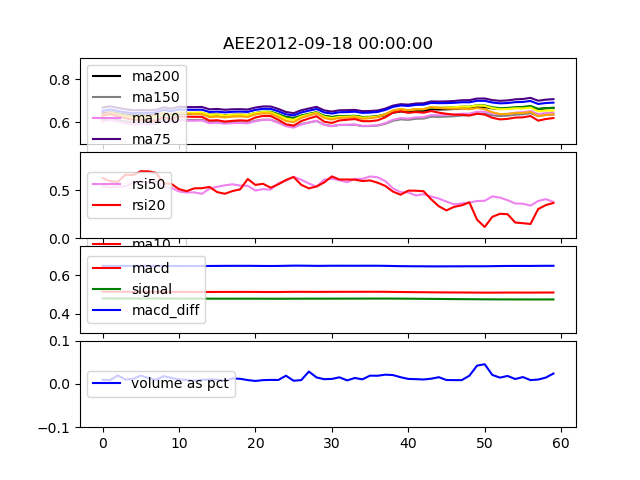 AEE2012-09-18 00:00:00
0.8
0.6
ma200
ma150
ma100
ma75
0.5
0.0
rsi50
rsi20
ma10
0.6
0.4
macd
signal
macd_diff
0.1
0.0
−0.1
volume as pct
0 10 20 30 40 50 60